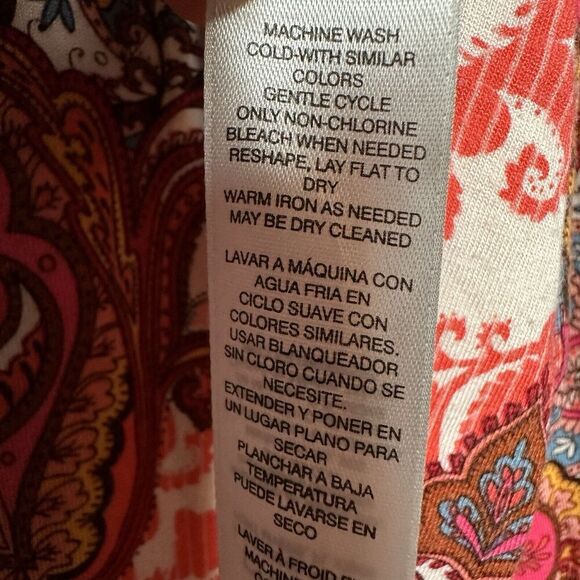 MACHINE WASH
COLD-WITH SIMILAR
COLORS
GENTLE CYCLE
ONLY NON-CHLORINE
BLEACH WHEN NEEDED
RESHAPE, LAY FLAT TO
DRY
WARM IRON AS NEEDED
MAY BE DRY CLEANED
LAVAR A MÁQUINA CON
AGUA FRIA EN
CICLO SUAVE CON
COLORES SIMILARES.
USAR BLANQUEADOR
SIN CLORO CUANDO SE
NECESITE.
EXTENDER Y PONER EN
UN LUGAR PLANO PARA
SECAR
PLANCHAR A BAJA
TEMPERATURA
PUEDE LAVARSE EN
SECO
LAVER À FROID
MACHINE